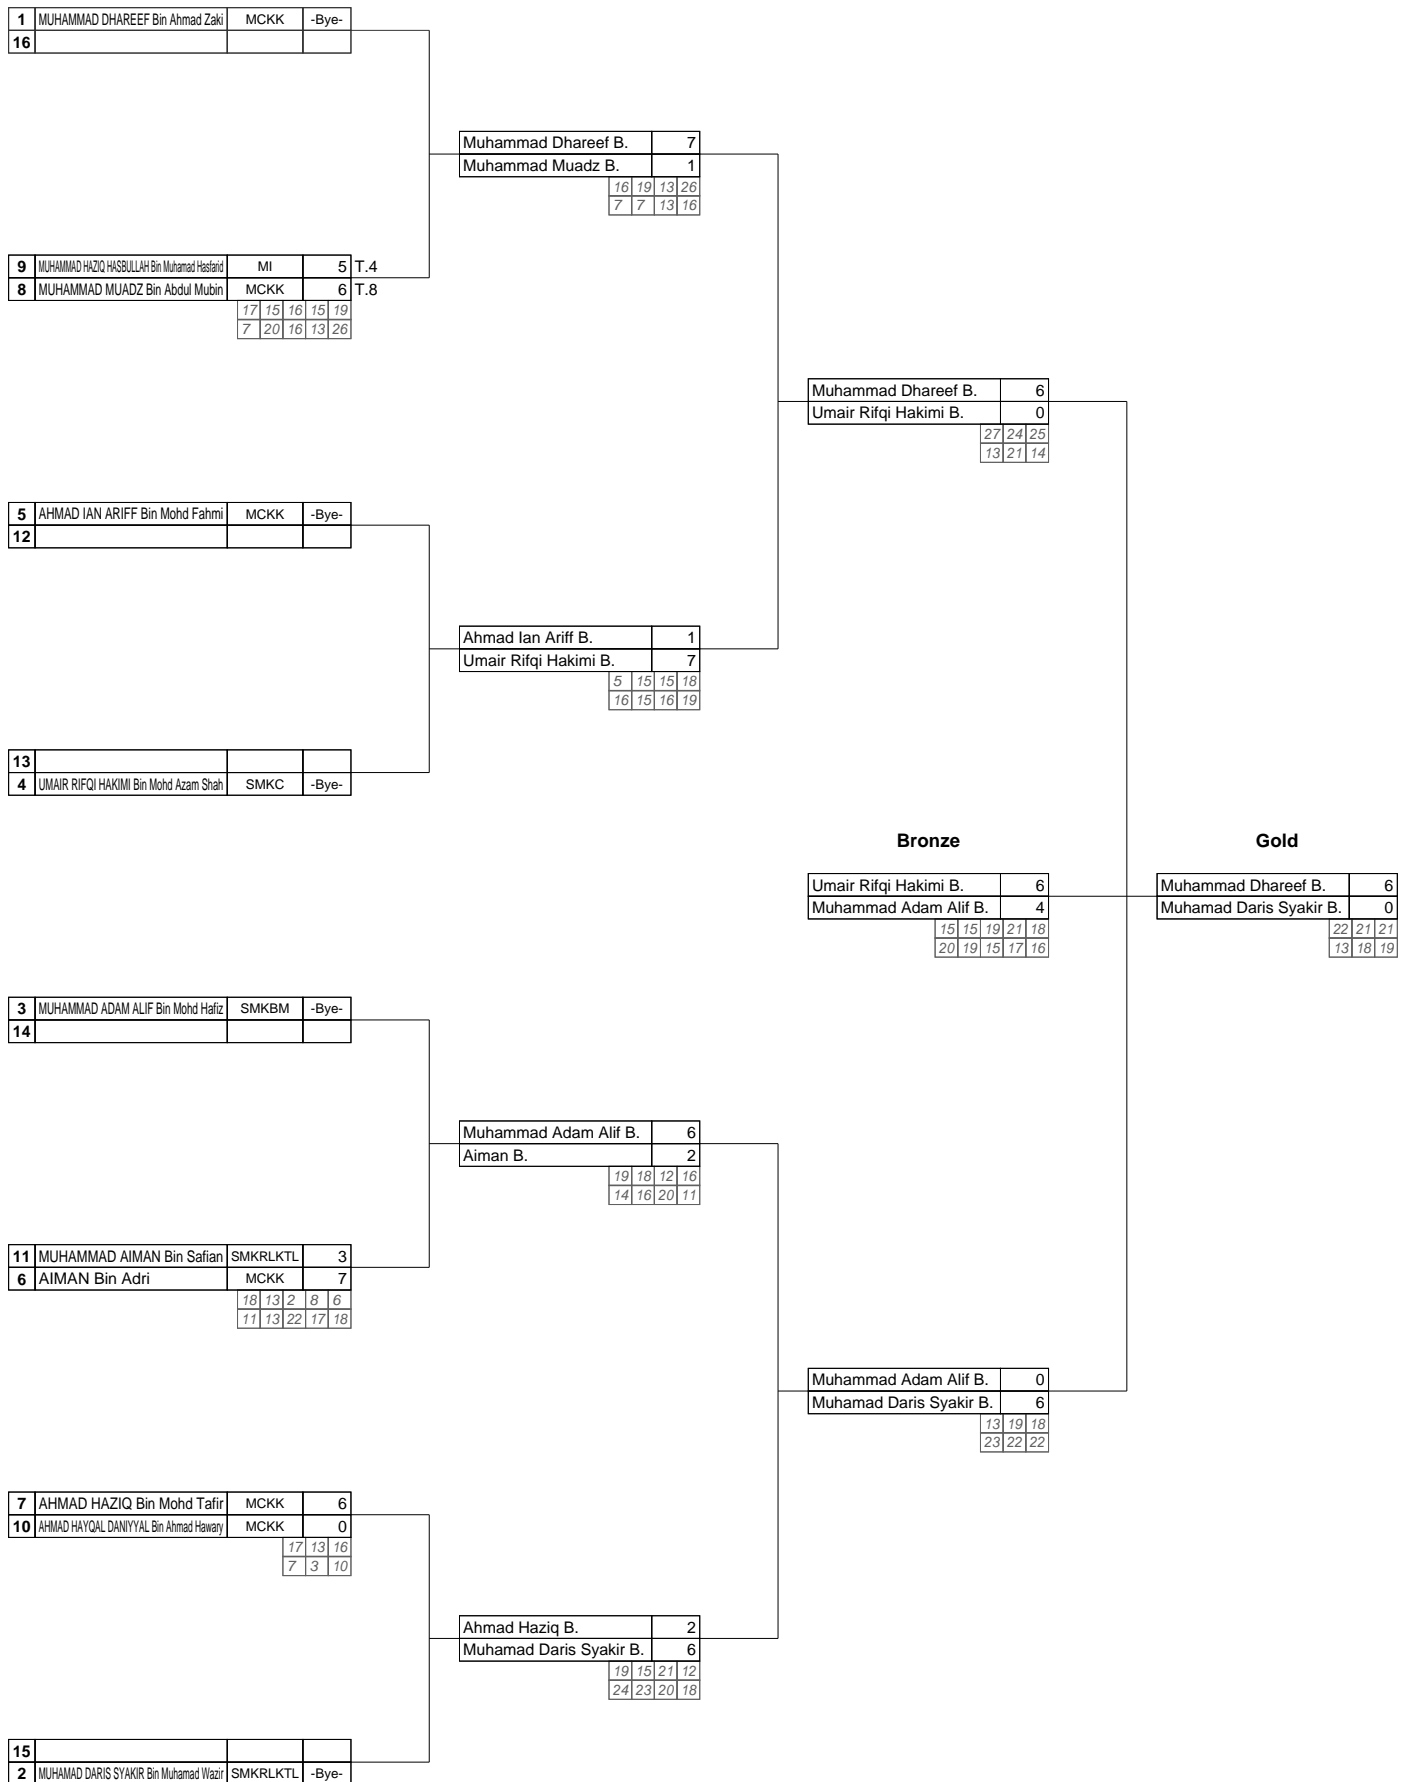 1 MUHAMMAD DHAREEF Bin Ahmad Zaki MCKK -Bye-
16
Muhammad Dhareef B. 7
Muhammad Muadz B. 1
16 19 13 26
7 7 13 16
9 MUHAMMAD HAZIQ HASBULLAH Bin Muhamad Hasfarid MI 5 T.4
8 MUHAMMAD MUADZ Bin Abdul Mubin MCKK 6 T.8
17 15 16 15 19
7 20 16 13 26
Muhammad Dhareef B. 6
Umair Rifqi Hakimi B. 0
27 24 25
13 21 14
5 AHMAD IAN ARIFF Bin Mohd Fahmi MCKK -Bye-
12
Ahmad Ian Ariff B. 1
Umair Rifqi Hakimi B. 7
5 15 15 18
16 15 16 19
13
4 UMAIR RIFQI HAKIMI Bin Mohd Azam Shah SMKC -Bye-
Bronze Gold
Umair Rifqi Hakimi B. 6 Muhammad Dhareef B. 6
Muhammad Adam Alif B. 4 Muhamad Daris Syakir B. 0
15 15 19 21 18 22 21 21
20 19 15 17 16 13 18 19
3 MUHAMMAD ADAM ALIF Bin Mohd Hafiz SMKBM -Bye-
14
Muhammad Adam Alif B. 6
Aiman B. 2
19 18 12 16
14 16 20 11
11 MUHAMMAD AIMAN Bin Safian SMKRLKTL 3
6 AIMAN Bin Adri MCKK 7
18 13 2 8 6
11 13 22 17 18
Muhammad Adam Alif B. 0
Muhamad Daris Syakir B. 6
13 19 18
23 22 22
7 AHMAD HAZIQ Bin Mohd Tafir MCKK 6
10 AHMAD HAYQAL DANIYYAL Bin Ahmad Hawary MCKK 0
17 13 16
7 3 10
Ahmad Haziq B. 2
Muhamad Daris Syakir B. 6
19 15 21 12
24 23 20 18
15
2 MUHAMAD DARIS SYAKIR Bin Muhamad Wazir SMKRLKTL -Bye-